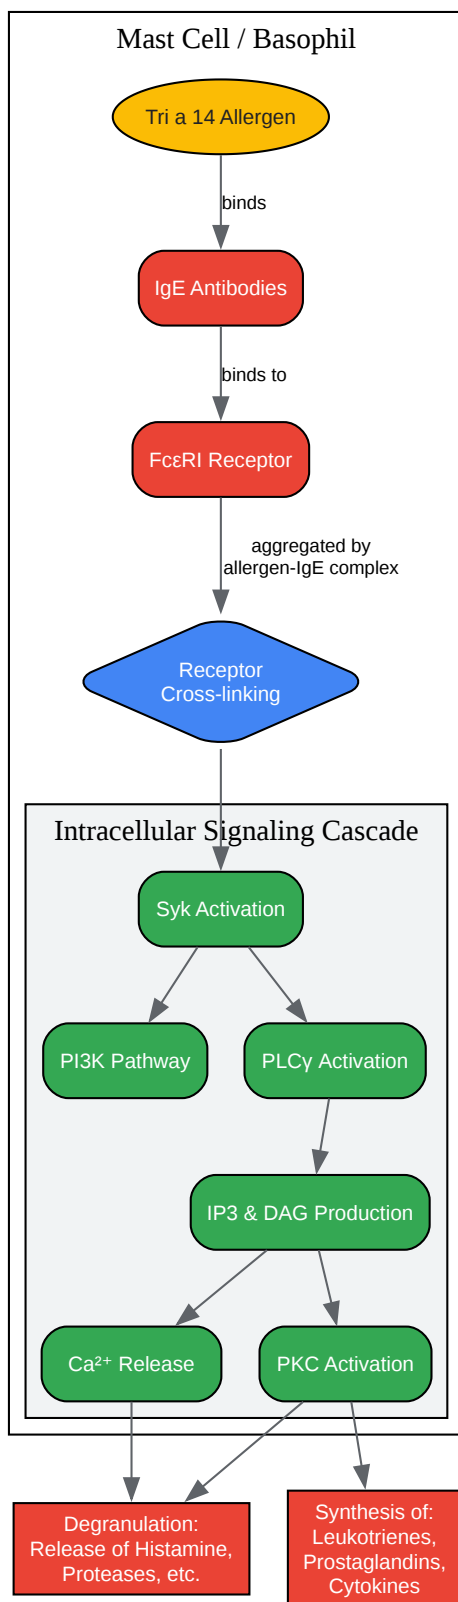 Mast Cell / Basophil
Tri a 14 Allergen
binds
IgE Antibodies
binds to
FcεRI Receptor
aggregated by
allergen-IgE complex
Receptor
Cross-linking
Intracellular Signaling Cascade
Syk Activation
PI3K Pathway
PLCγ Activation
IP3 & DAG Production
Ca²⁺ Release
PKC Activation
Degranulation:
Release of Histamine,
Proteases, etc.
Synthesis of:
Leukotrienes,
Prostaglandins,
Cytokines